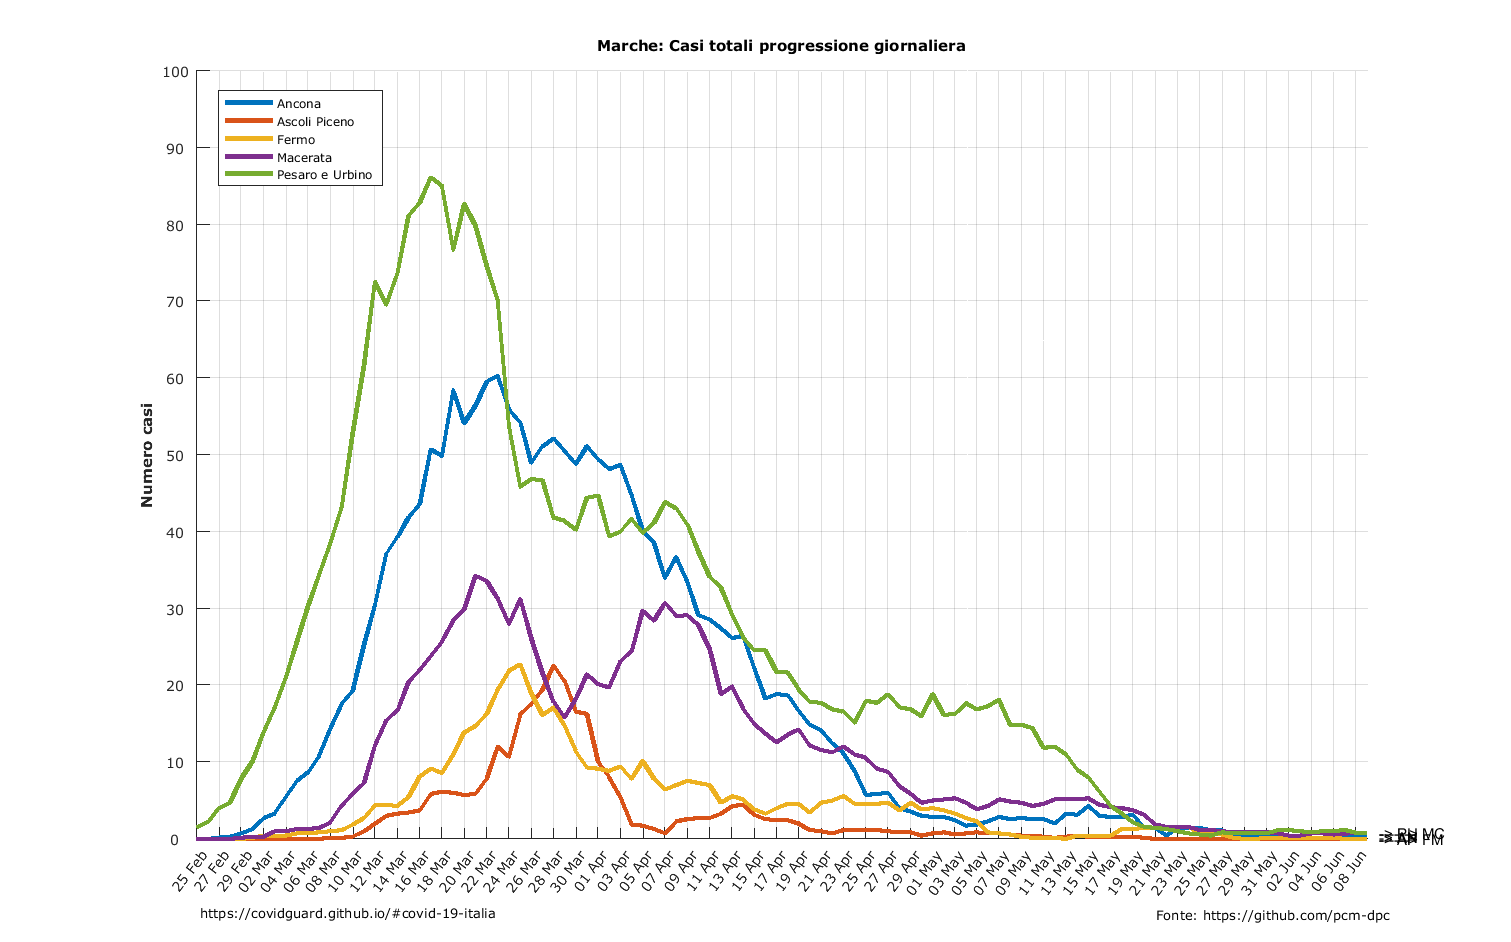 Marche: Casi totali progressione giornaliera
Numero casi
100
90
80
70
60
50
40
30
20
10
0
Ancona
Ascoli Piceno
Fermo
Macerata
Pesaro e Urbino
25 Feb
27 Feb
29 Feb
02 Mar
04 Mar
06 Mar
08 Mar
10 Mar
12 Mar
14 Mar
16 Mar
18 Mar
20 Mar
22 Mar
24 Mar
26 Mar
28 Mar
30 Mar
01 Apr
03 Apr
05 Apr
07 Apr
09 Apr
11 Apr
13 Apr
15 Apr
17 Apr
19 Apr
21 Apr
23 Apr
25 Apr
27 Apr
29 Apr
01 May
03 May
05 May
07 May
09 May
11 May
13 May
15 May
17 May
19 May
21 May
23 May
25 May
27 May
29 May
31 May
02 Jun
04 Jun
06 Jun
08 Jun
https://covidguard.github.io/#covid-19-italia
Fonte: https://github.com/pcm-dpc